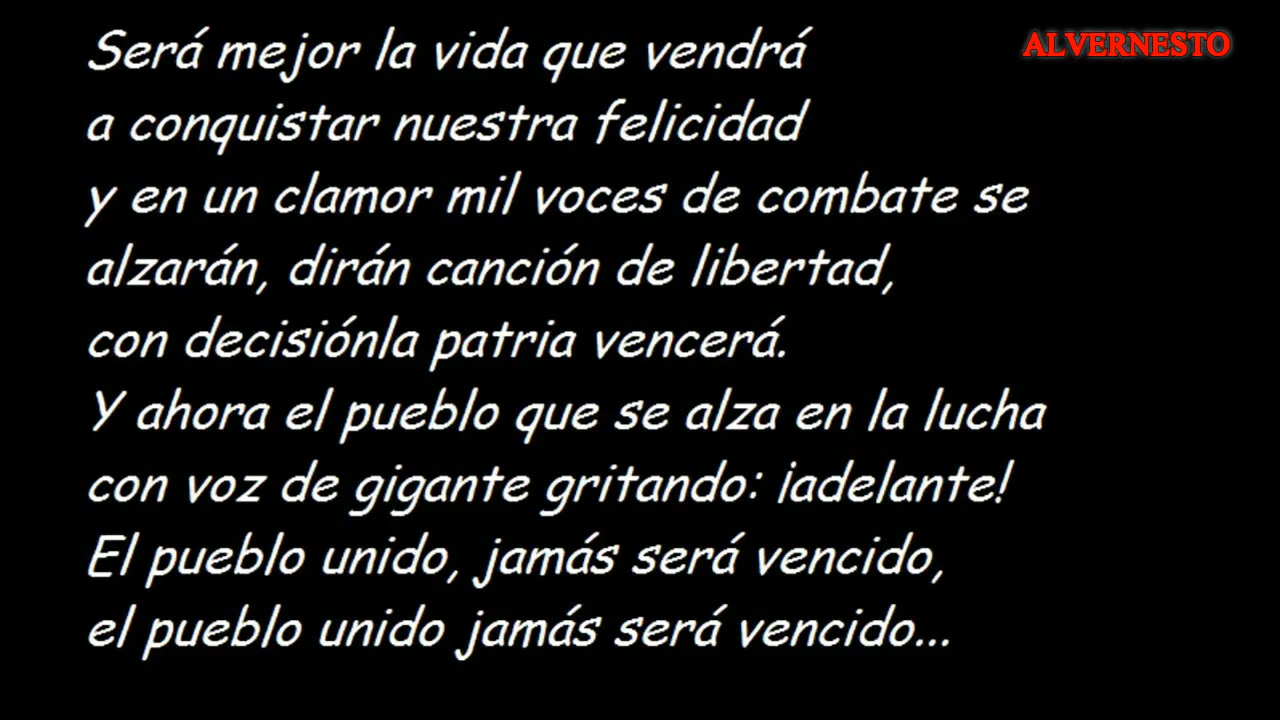 Será mejor la vida que vendrá
ALVERNESTO
a conquistar nuestra felicidad
y en un clamor mil voces de combate se
alzarán, dirán canción de libertad,
con decisiónla patria vencerá.
Y ahora el pueblo que se alza en la lucha
con voz de gigante gritando: ¡adelante!
El pueblo unido, jamás será vencido,
el pueblo unido jamás será vencido...